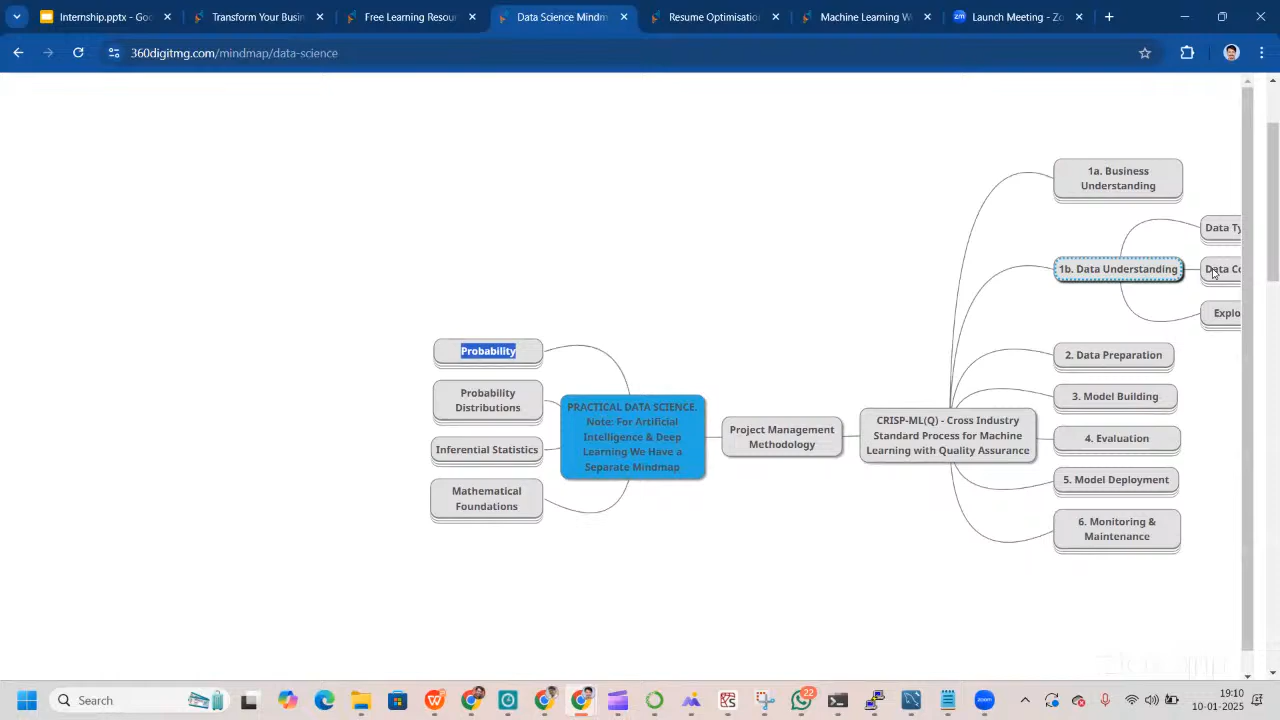 Internship.pptx - Goo
Transform Your Busin
Free Learning Resour
Data Science Mindm
Resume Optimisation
Machine Learning W
Launch Meeting - Zo
360digitmg.com/mindmap/data-science
1a. Business
Understanding
Data Ty
1b. Data Understanding
Data Co
Explo
Probability
2. Data Preparation
Probability
Distributions
3. Model Building
PRACTICAL DATA SCIENCE.
Note: For Artificial
Intelligence & Deep
Learning We Have a
Separate Mindmap
Project Management
Methodology
CRISP-ML(Q) - Cross Industry
Standard Process for Machine
Learning with Quality Assurance
4. Evaluation
Inferential Statistics
5. Model Deployment
Mathematical
Foundations
6. Monitoring &
Maintenance
Search
22
zoom
19:10
10-01-2025